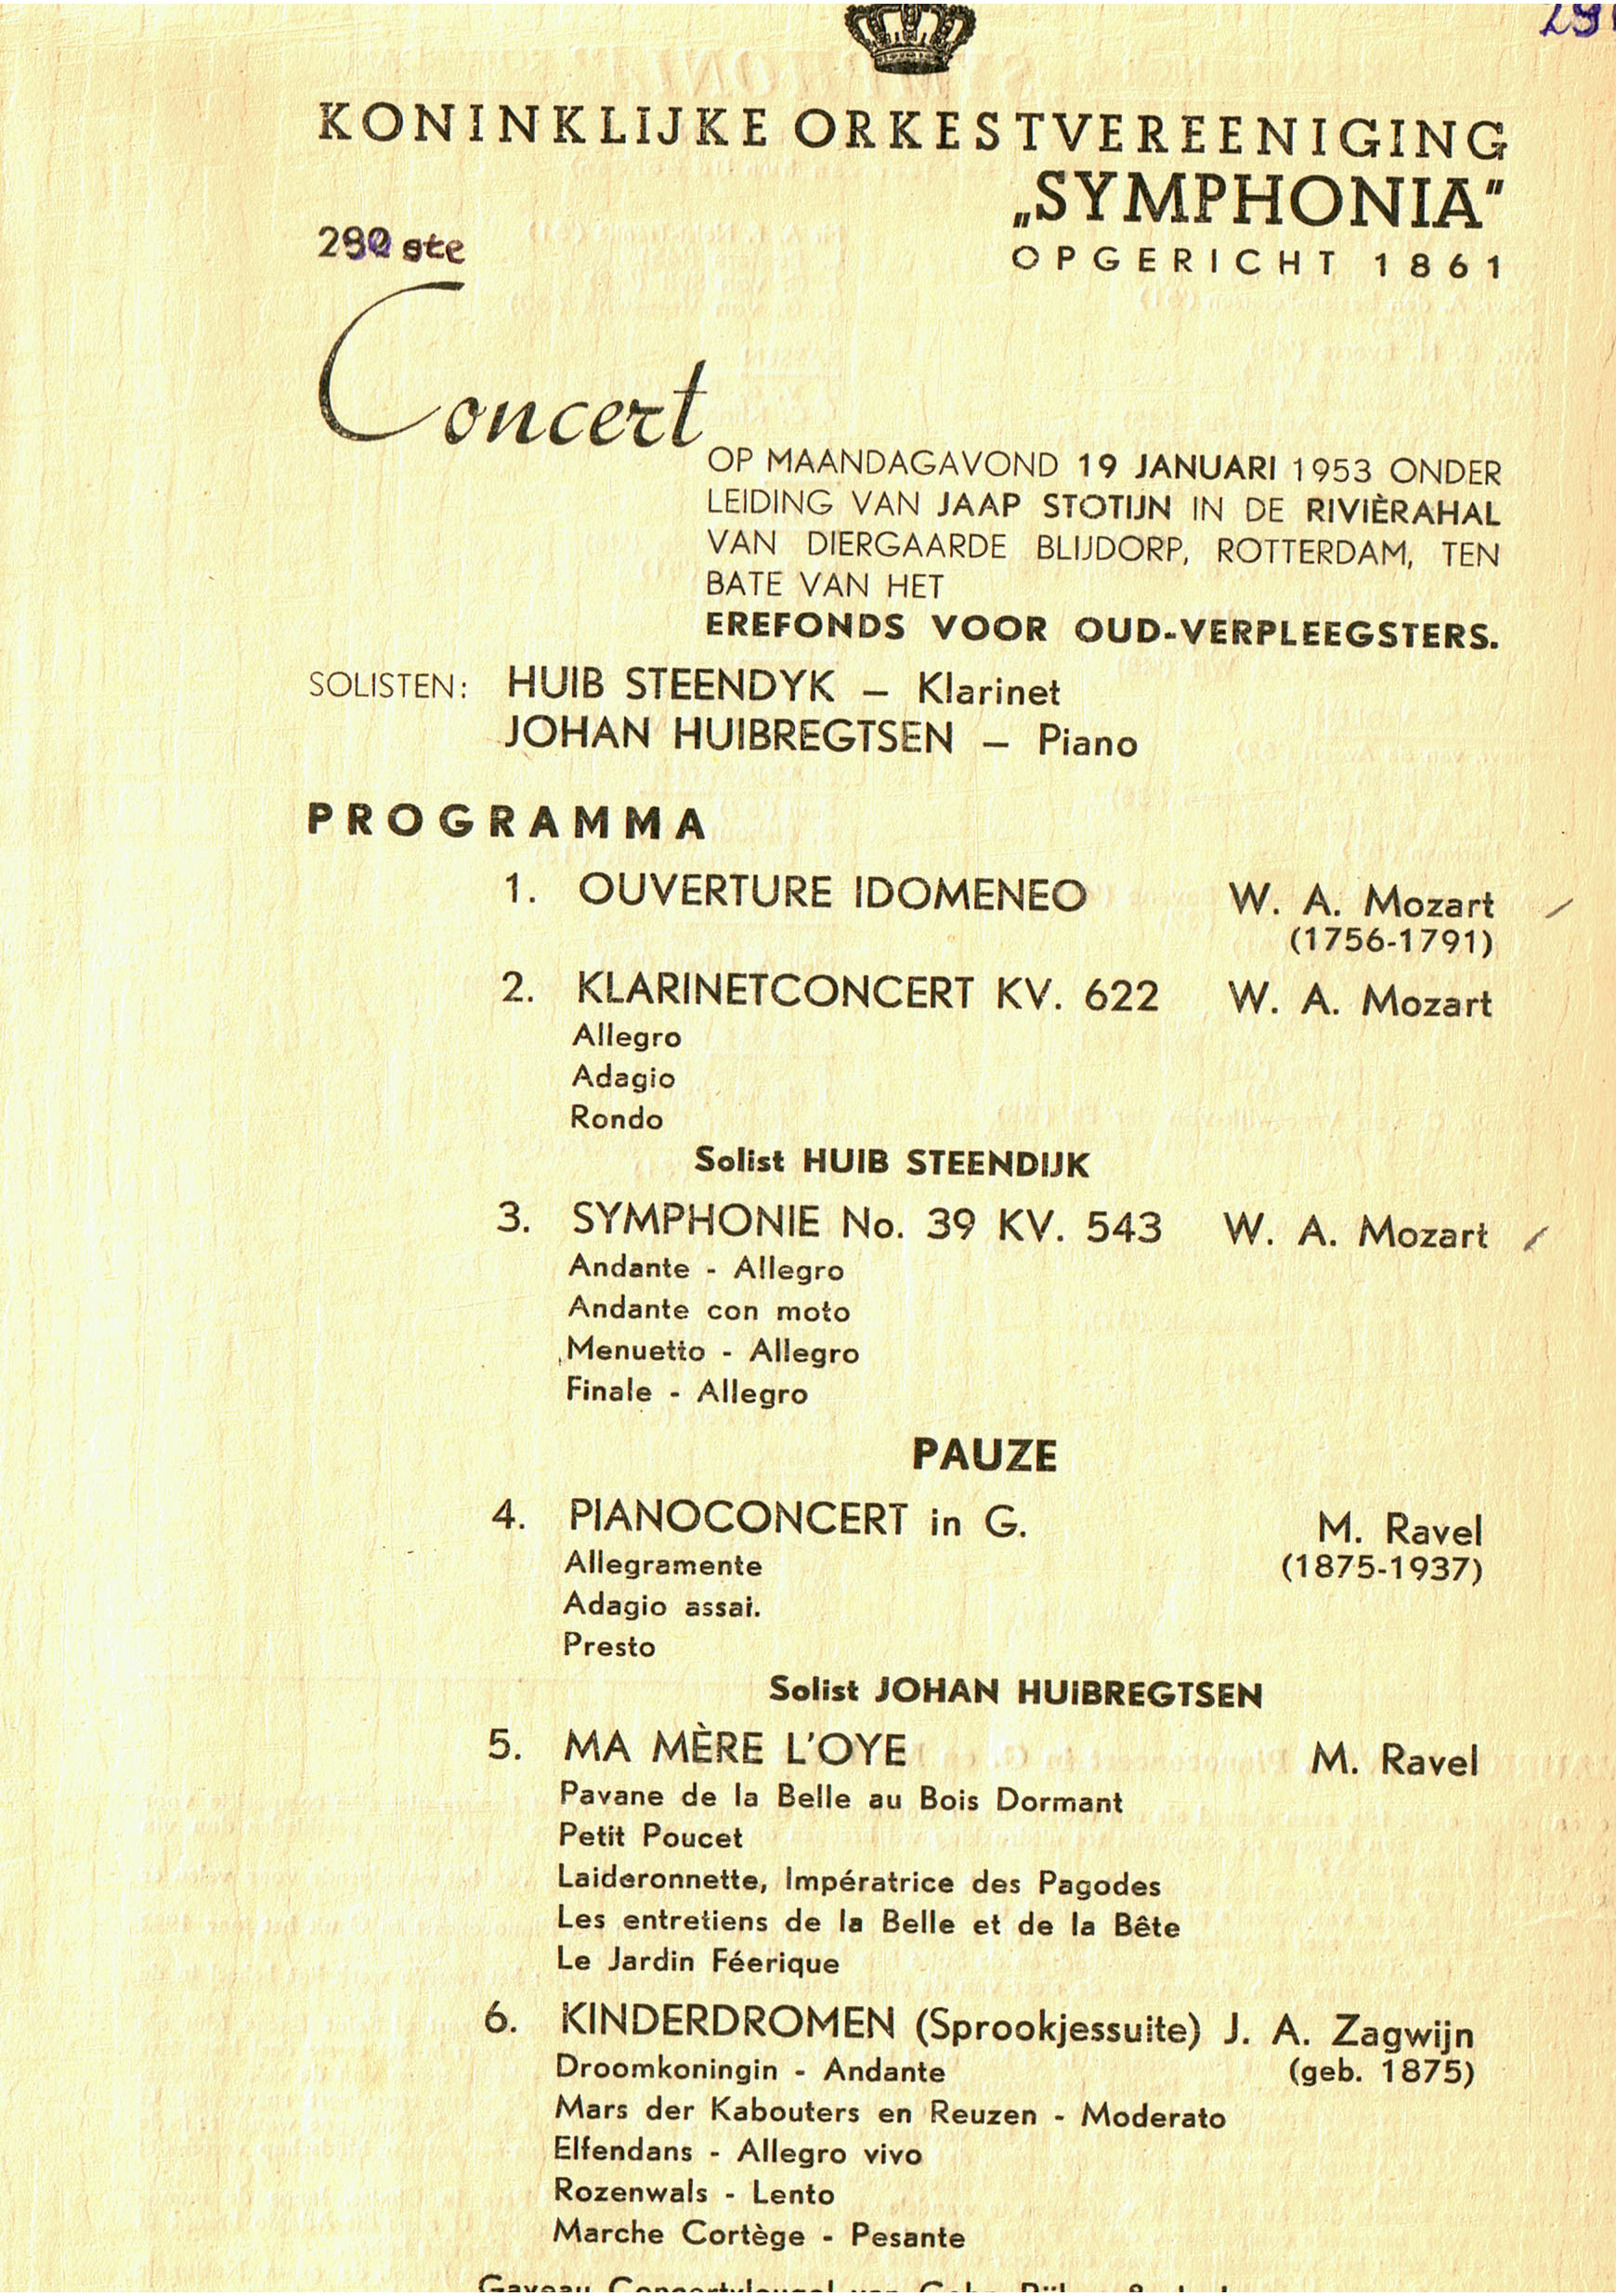 KONINKLIJKE ORKESTVEREENIGING
„SYMPHONIA"
OPGERICHT 1861
ste
Concert
OP MAANDAGAVOND 19 JANUARI 1953 ONDER
LEIDING VAN JAAP STOTIJN IN DE RIVIÈRAHAL
VAN DIERGAARDE BLIJDORP, ROTTERDAM, TEN
BATE VAN HET
EREFONDS VOOR OUD-VERPLEEGSTERS.
SOLISTEN: HUIB STEENDYK – Klarinet
JOHAN HUIBREGTSEN – Piano
PROGRAMMA
1. OUVERTURE IDOMENEO W. A. Mozart
(1756-1791)
2. KLARINETCONCERT KV. 622 W. A. Mozart
Allegro
Adagio
Rondo
Solist HUIB STEENDIJK
3. SYMPHONIE No. 39 KV. 543 W. A. Mozart
Andante - Allegro
Andante con moto
Menuetto - Allegro
Finale - Allegro
PAUZE
4. PIANOCONCERT in G. M. Ravel
Allegramente (1875-1937)
Adagio assai.
Presto
Solist JOHAN HUIBREGTSEN
5. MA MÈRE L'OYE M. Ravel
Pavane de la Belle au Bois Dormant
Petit Poucet
Laideronnette, Impératrice des Pagodes
Les entretiens de la Belle et de la Bête
Le Jardin Féerique
6. KINDERDROMEN (Sprookjessuite) J. A. Zagwijn
Droomkoningin - Andante (geb. 1875)
Mars der Kabouters en Reuzen - Moderato
Elfendans - Allegro vivo
Rozenwals - Lento
Marche Cortège - Pesante
Gaveau Concertvleugel van